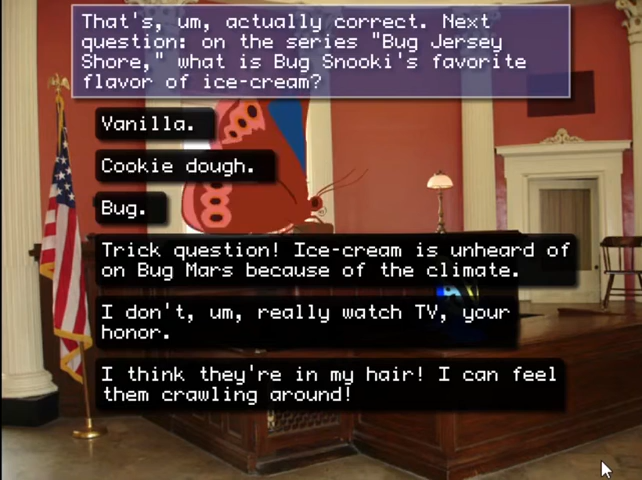 That's, um, actually correct. Next
question: on the series "Bug Jersey
Shore," what is Bug Snooki's favorite
flavor of ice-cream?
Vanilla.
Cookie dough.
Bug.
Trick question! Ice-cream is unheard of
on Bug Mars because of the climate.
I don't, um, really watch TV, your
honor.
I think they're in my hair! I can feel
them crawling around!